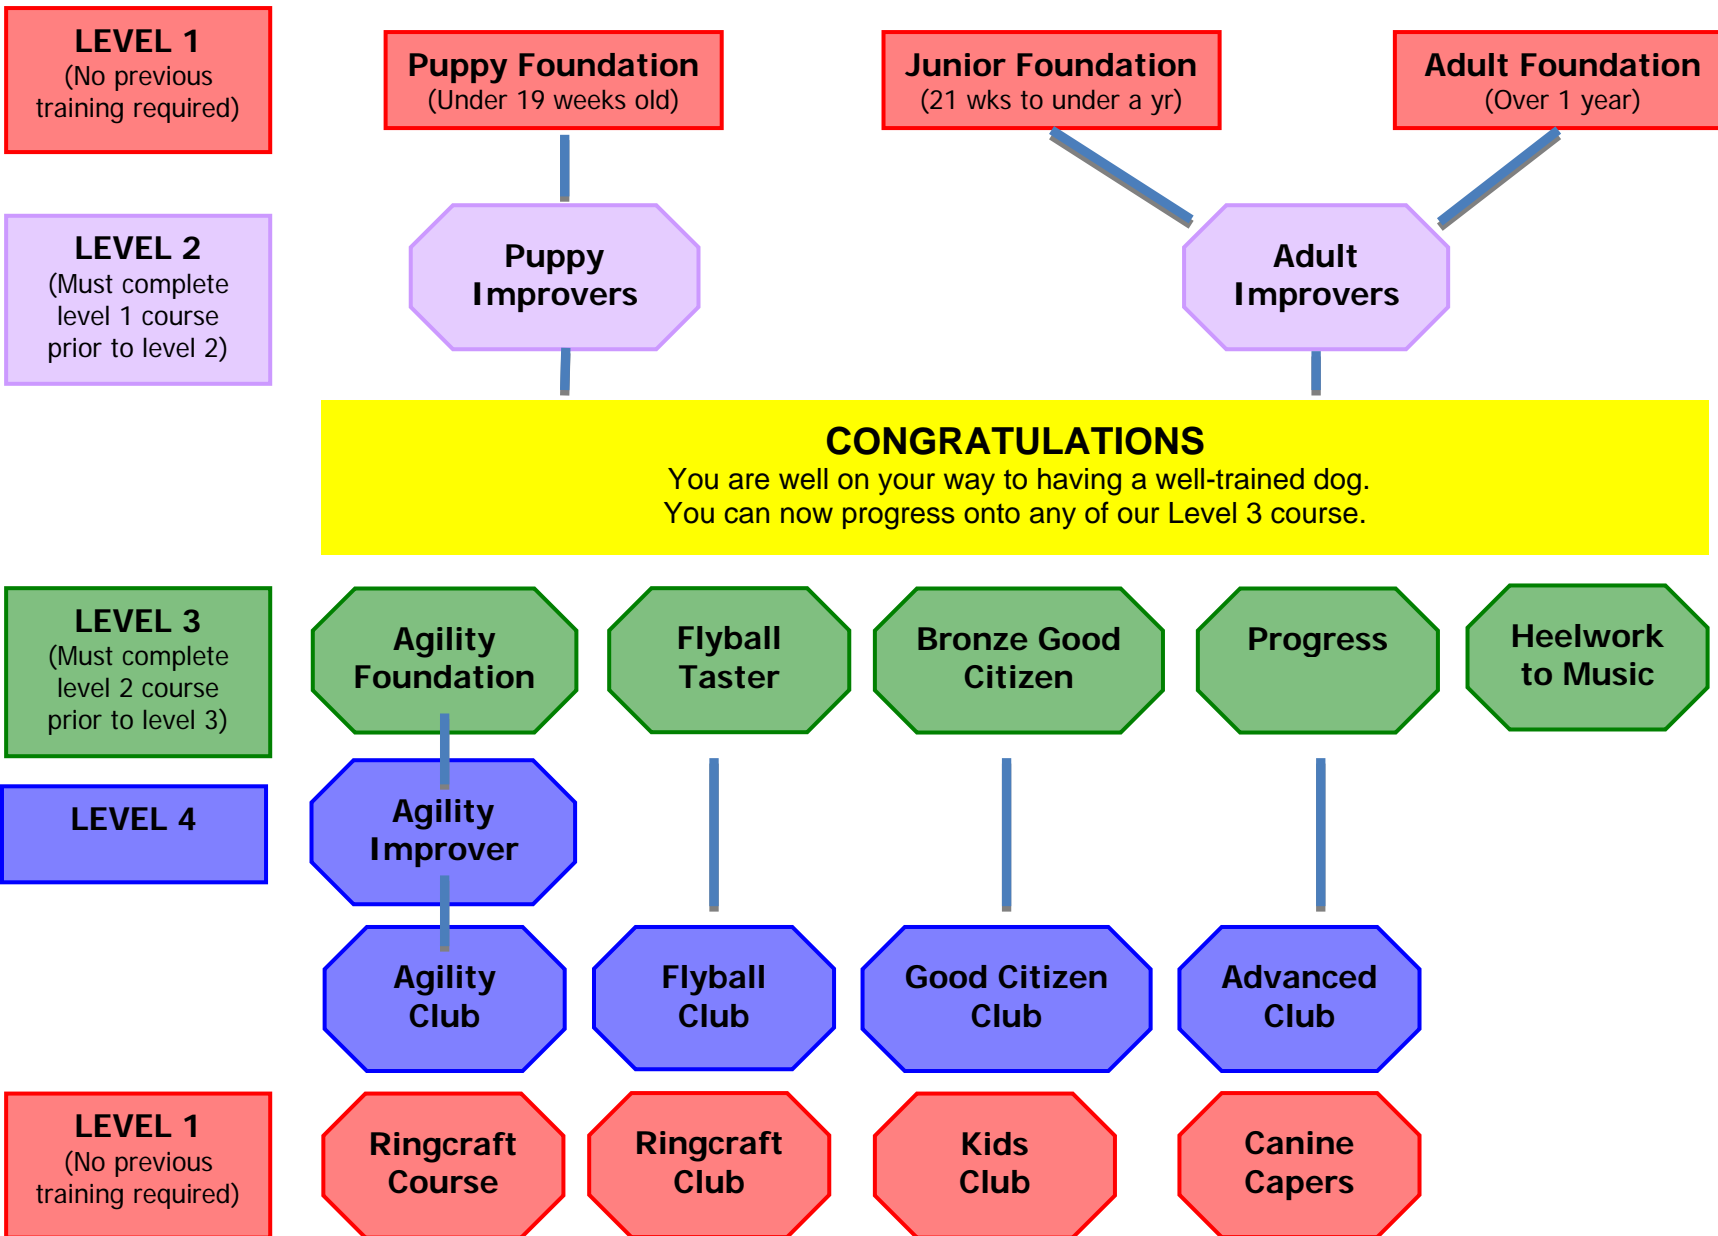 LEVEL 1
(No previous
training required)
Puppy Foundation
(Under 19 weeks old)
Junior Foundation
(21 wks to under a yr)
Adult Foundation
(Over 1 year)
LEVEL 2
(Must complete
level 1 course
prior to level 2)
Puppy
Improvers
Adult
Improvers
CONGRATULATIONS
You are well on your way to having a well-trained dog.
You can now progress onto any of our Level 3 course.
LEVEL 3
(Must complete
level 2 course
prior to level 3)
Agility
Foundation
Flyball
Taster
Bronze Good
Citizen
Progress
Heelwork
to Music
LEVEL 4
Agility
Improver
Agility
Club
Flyball
Club
Good Citizen
Club
Advanced
Club
LEVEL 1
(No previous
training required)
Ringcraft
Course
Ringcraft
Club
Kids
Club
Canine
Capers